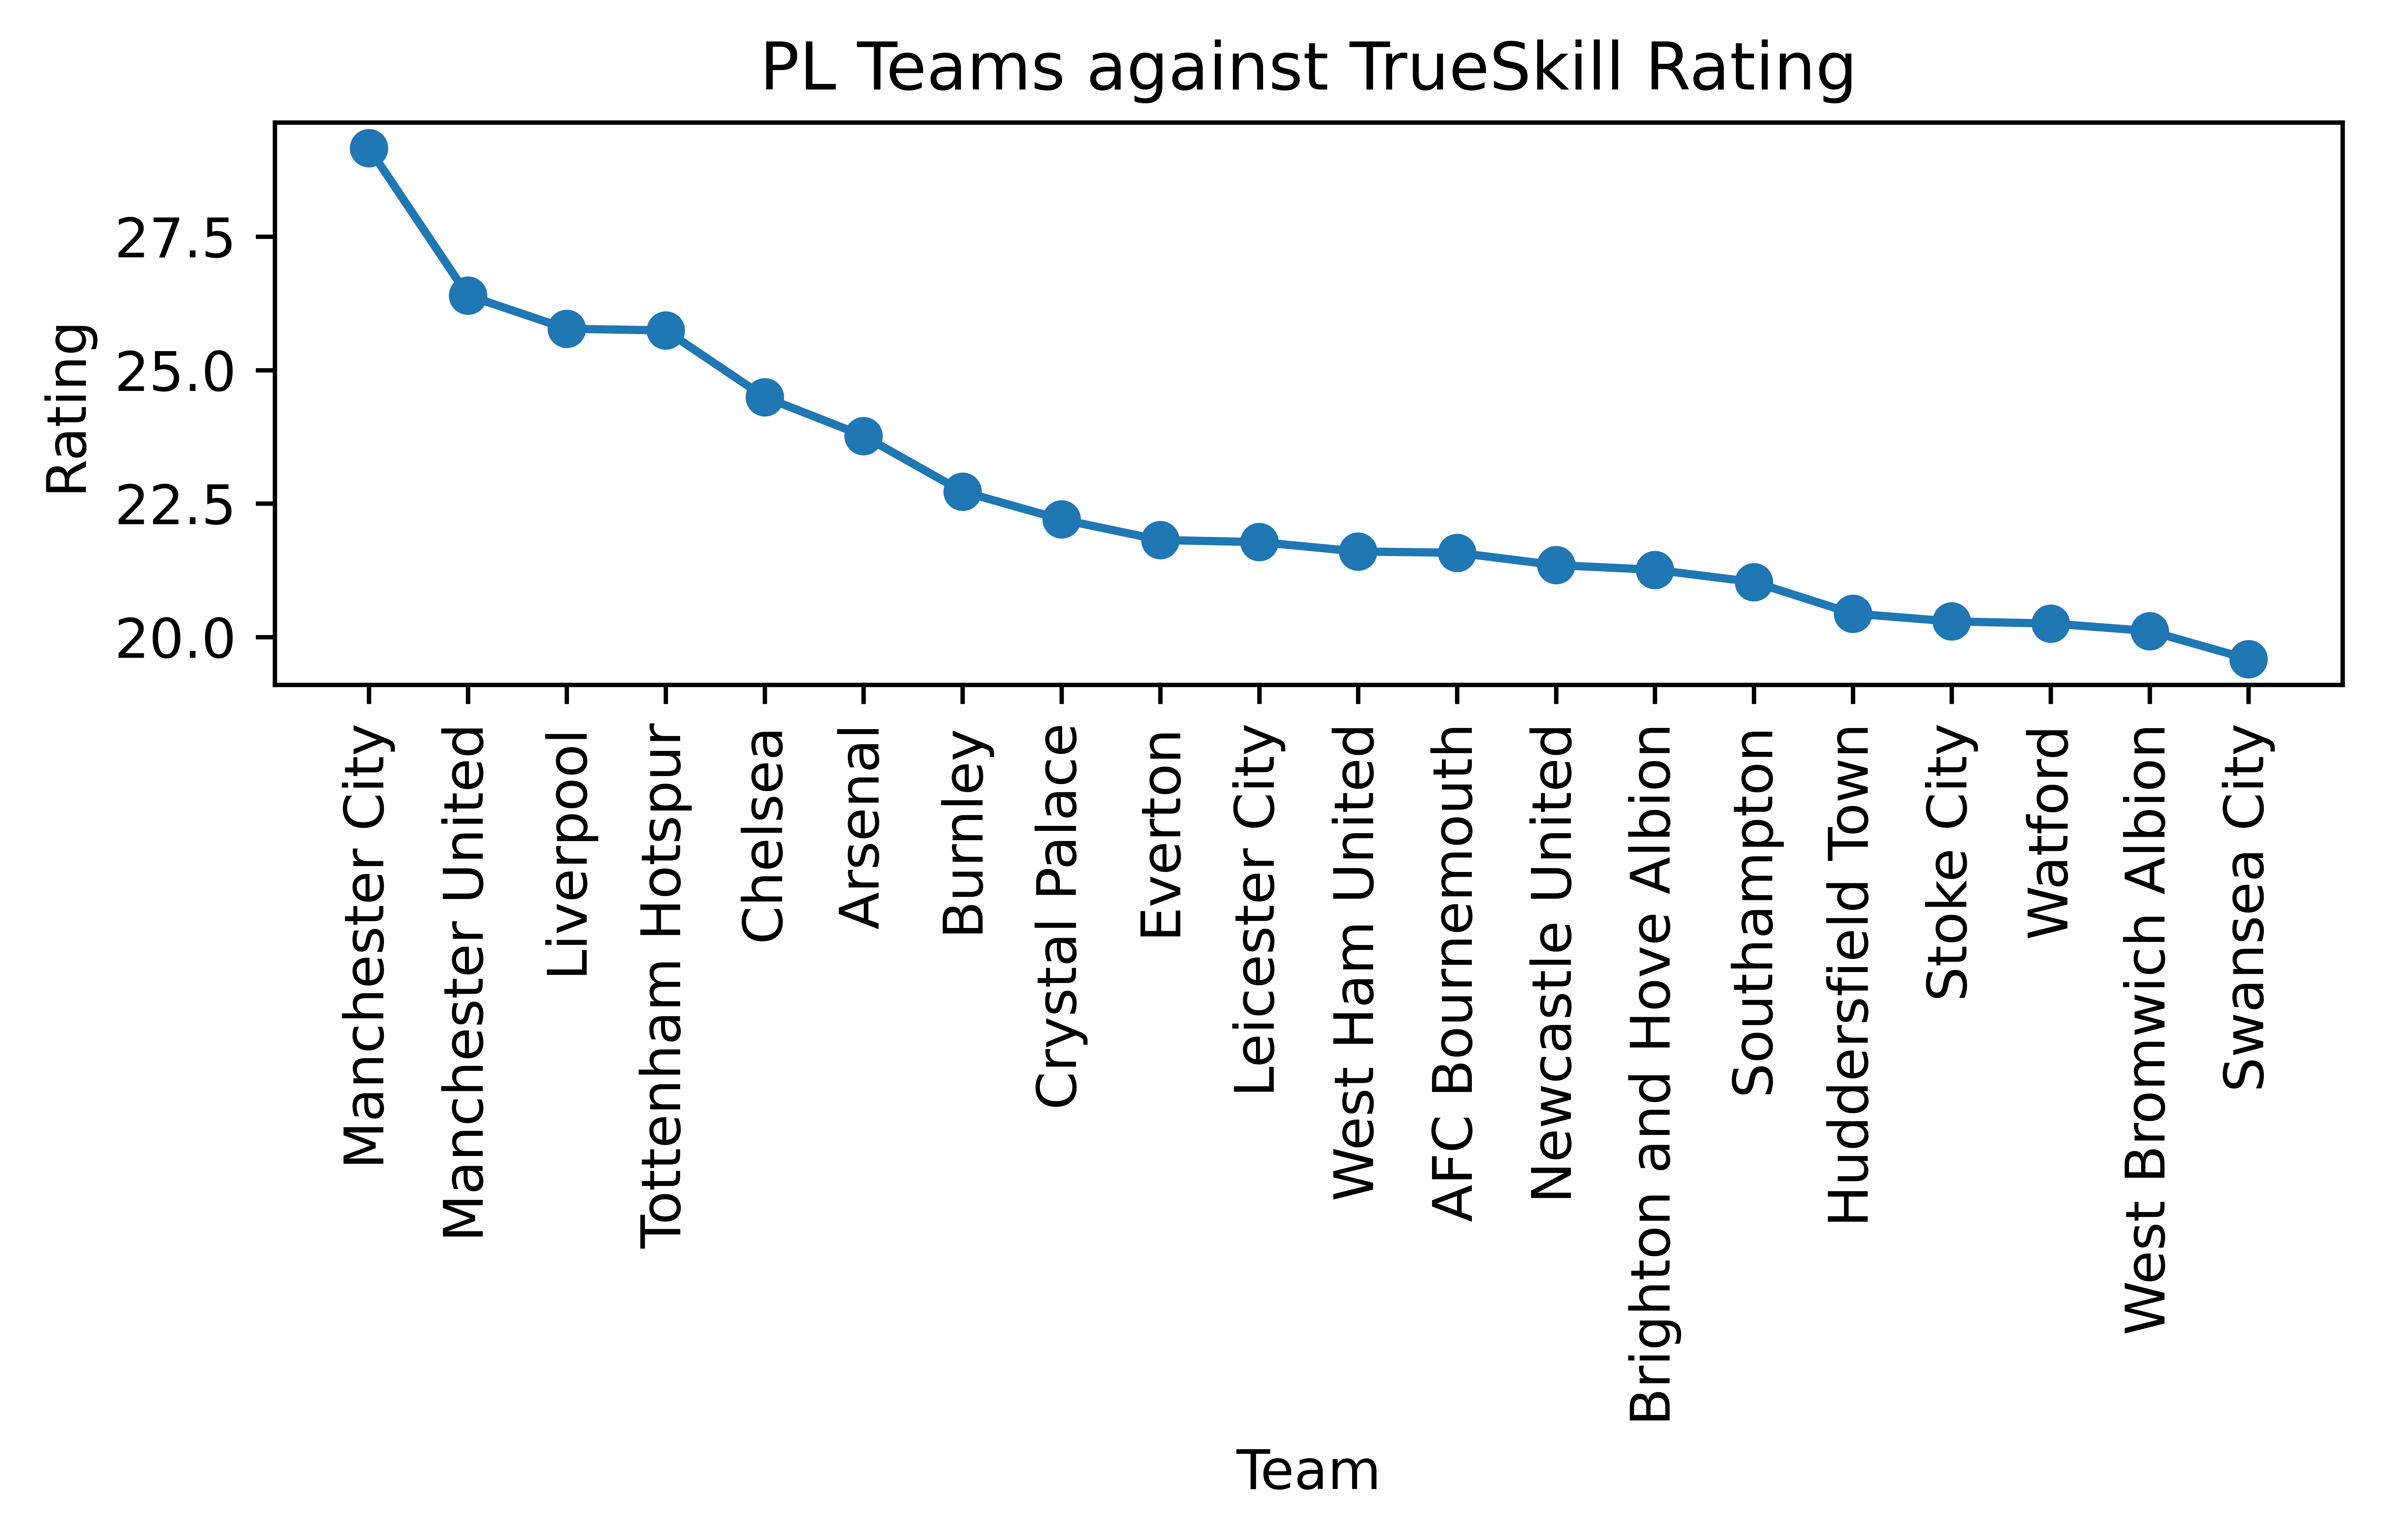 PL Teams against TrueSkill Rating
Rating
27.5
25.0
22.5
20.0
Manchester City
Manchester United
Liverpool
Tottenham Hotspur
Chelsea
Arsenal
Burnley
Crystal Palace
Everton
Leicester City
West Ham United
AFC Bournemouth
Newcastle United
Brighton and Hove Albion
Southampton
Huddersfield Town
Stoke City
Watford
West Bromwich Albion
Swansea City
Team